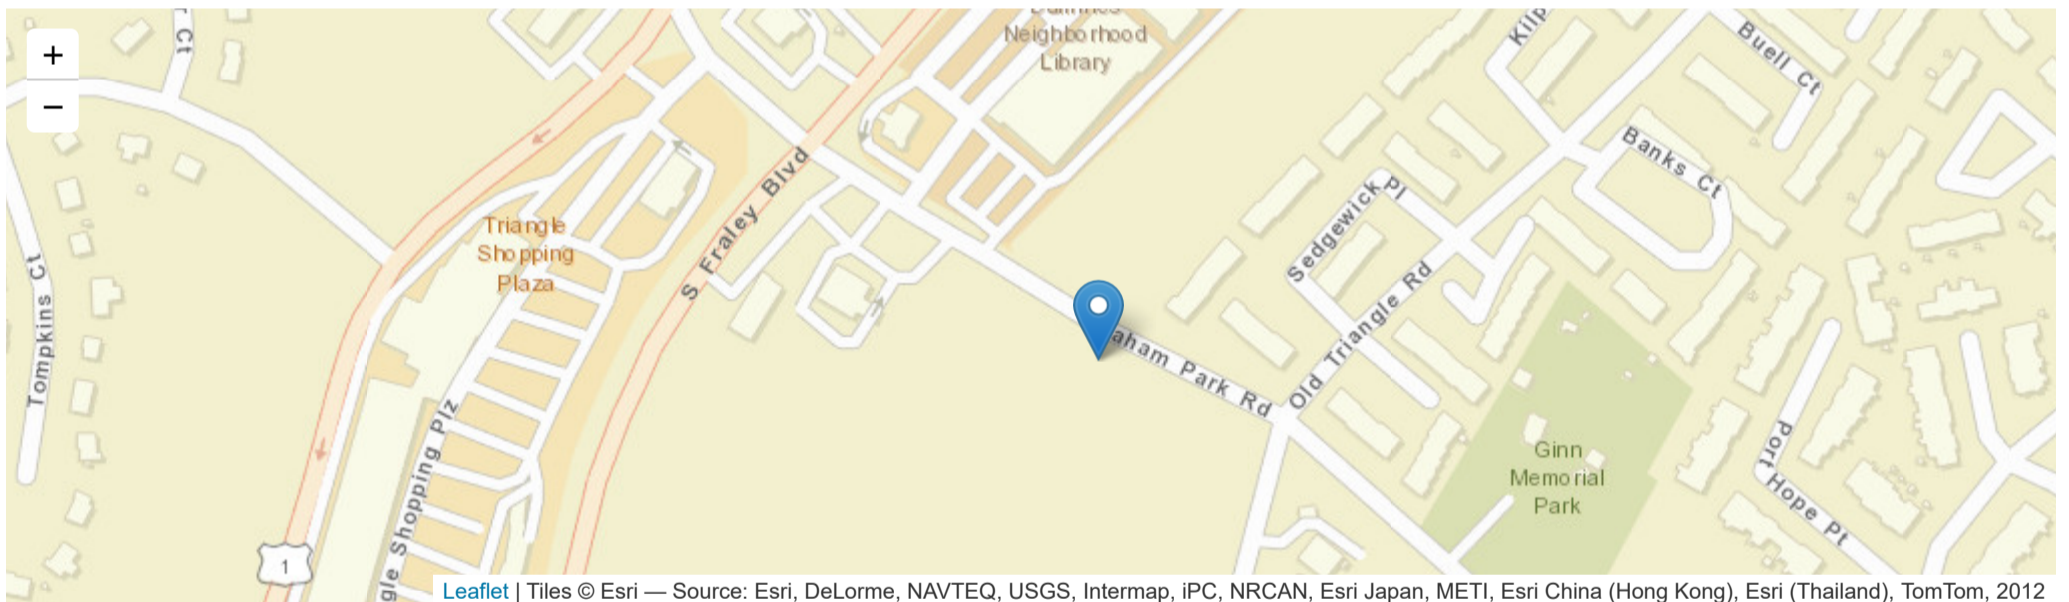 +
−
Ct
Neighborhood
Library
Buell Ct
Banks Ct
Sedgewick Pl
S Fraley Blvd
Triangle
Shopping
Plaza
Tompkins Ct
Old Triangle Rd
aham Park Rd
gle Shopping Plz
Ginn
Memorial
Park
Port Hope Pt
1
Leaflet | Tiles © Esri — Source: Esri, DeLorme, NAVTEQ, USGS, Intermap, iPC, NRCAN, Esri Japan, METI, Esri China (Hong Kong), Esri (Thailand), TomTom, 2012